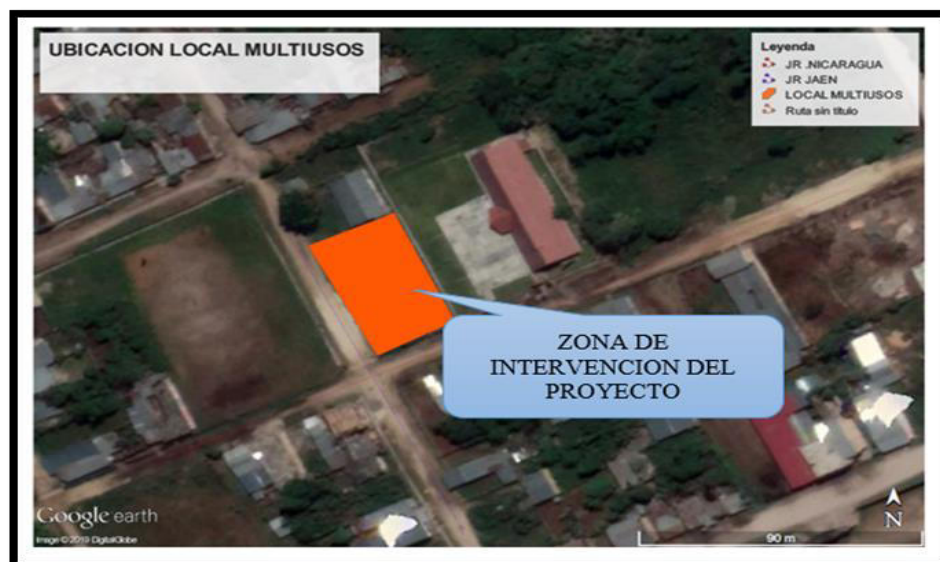 UBICACION LOCAL MULTIUSOS
Leyenda
JR .NICARAGUA
JR JAEN
LOCAL MULTIUSOS
Ruta sin título
ZONA DE
INTERVENCION DEL
PROYECTO
Google earth
Image © 2019 DigitalGlobe
N
90 m